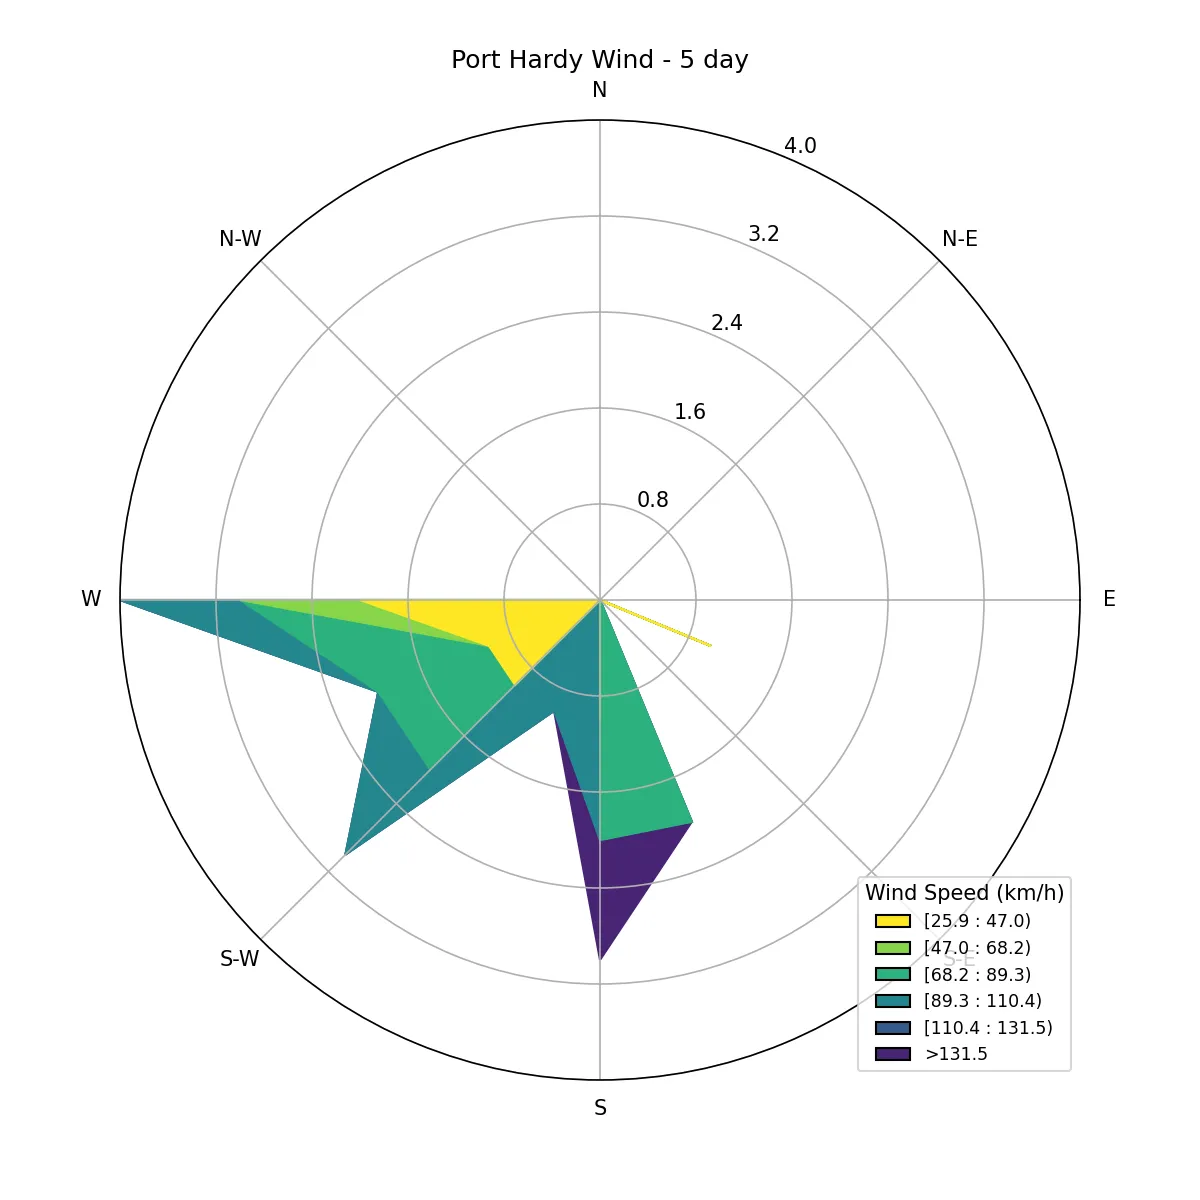 Port Hardy Wind - 5 day
N
4.0
N-W
3.2
N-E
2.4
1.6
0.8
W
E
S-W
S-E
S
Wind Speed (km/h)
[25.9 : 47.0)
[47.0 : 68.2)
[68.2 : 89.3)
[89.3 : 110.4)
[110.4 : 131.5)
>131.5